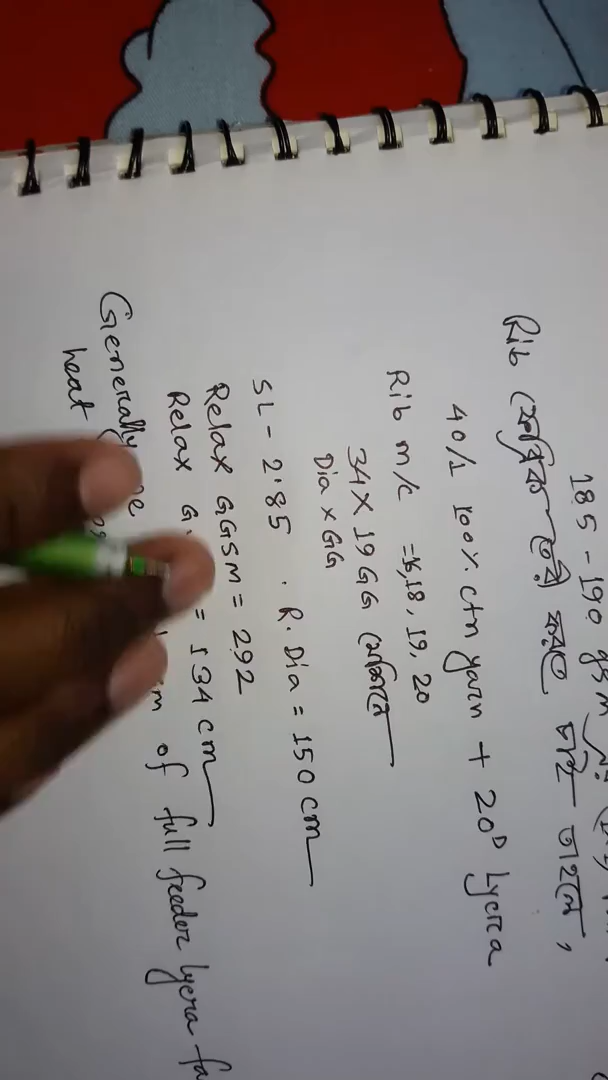 185 - 190 gsm
Rib ফেব্রিক তৈরী করতে চাই তাহলে,
40/1 100% ctn yarn + 20D Lycra
Rib m/c = 16, 18, 19, 20
34 X 19 GG মেশিনে
Dia x GG
SL - 2.85 . R. Dia = 150 cm
Relax GGSM = 292
Relax = 134 cm
Generally of full feeder lycra
heat